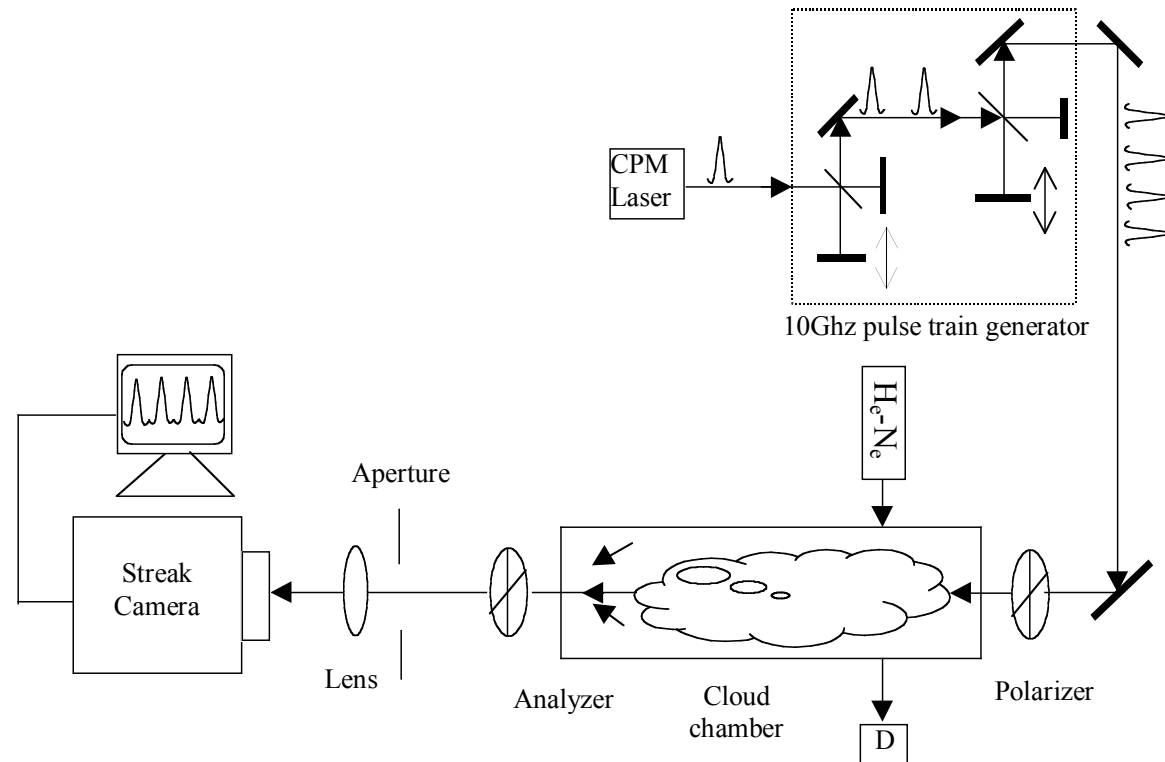 CPM
Laser
10Ghz pulse train generator
He-Ne
Aperture
Streak
Camera
Lens
Analyzer
Cloud
chamber
Polarizer
D